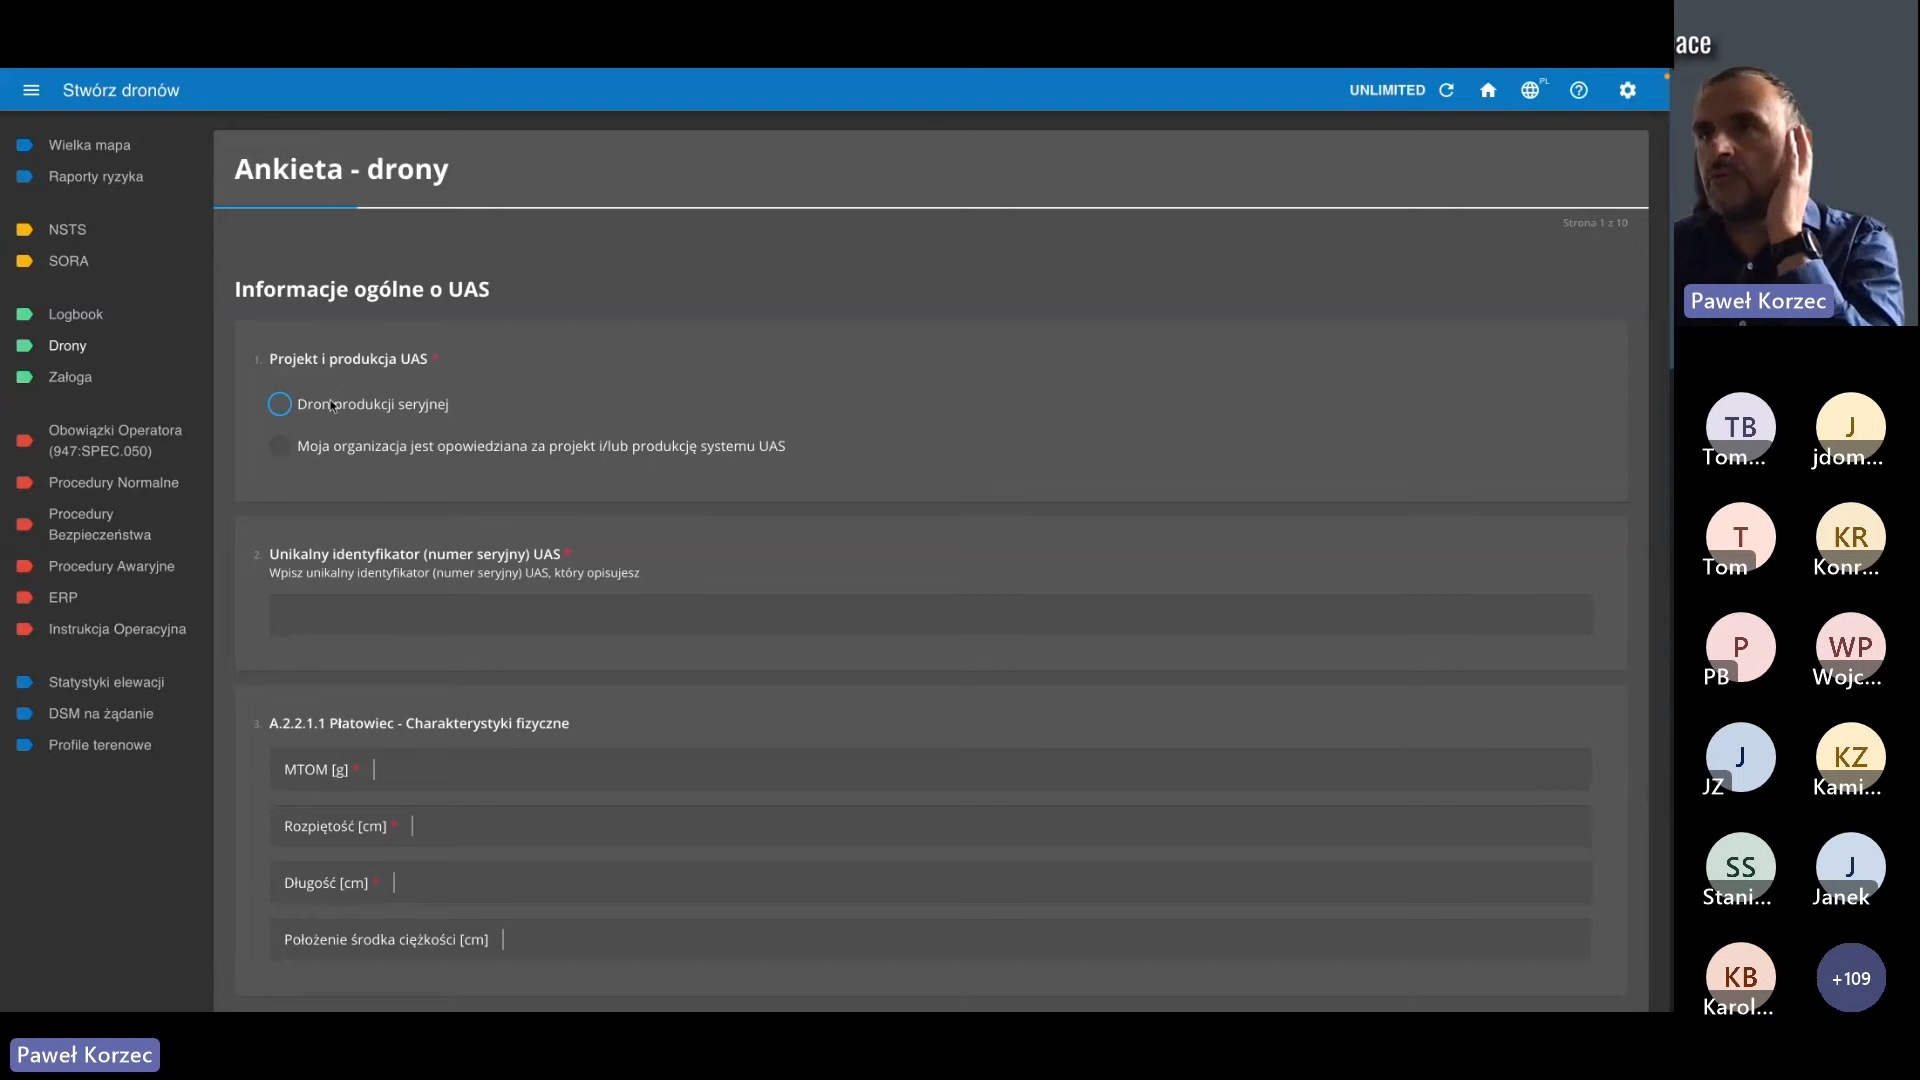 ace
Stwórz dronów
UNLIMITED
PL
Wielka mapa
Raporty ryzyka
NSTS
SORA
Logbook
Drony
Załoga
Obowiązki Operatora
(947:SPEC.050)
Procedury Normalne
Procedury
Bezpieczeństwa
Procedury Awaryjne
ERP
Instrukcja Operacyjna
Statystyki elewacji
DSM na żądanie
Profile terenowe
Ankieta - drony
Strona 1 z 10
Informacje ogólne o UAS
1. Projekt i produkcja UAS *
Dron produkcji seryjnej
Moja organizacja jest opowiedziana za projekt i/lub produkcję systemu UAS
2. Unikalny identyfikator (numer seryjny) UAS *
Wpisz unikalny identyfikator (numer seryjny) UAS, który opisujesz
3. A.2.2.1.1 Płatowiec - Charakterystyki fizyczne
MTOM [g] *
Rozpiętość [cm] *
Długość [cm] *
Położenie środka ciężkości [cm]
Paweł Korzec
TB
Tom...
J
jdom...
T
Tom
KR
Konr...
P
PB
WP
Wojc...
J
JZ
KZ
Kami...
SS
Stani...
J
Janek
KB
Karol...
+109
Paweł Korzec